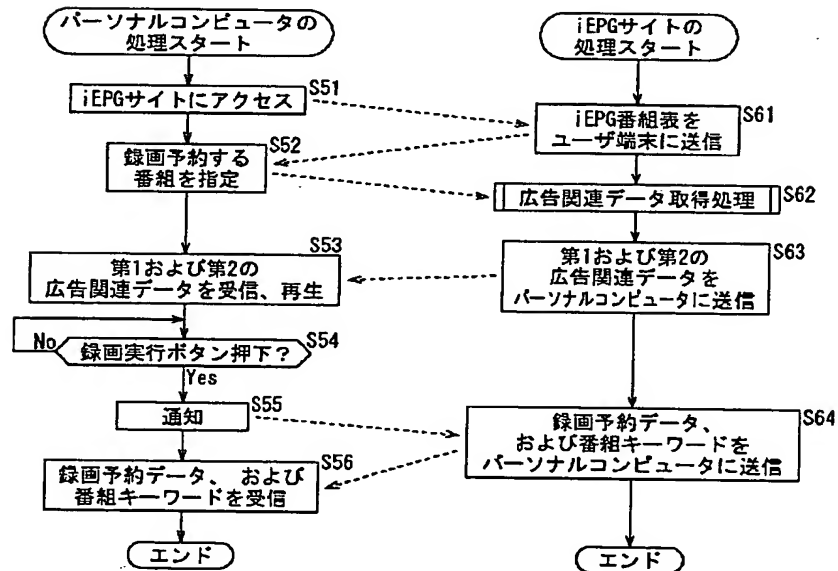 パーソナルコンピュータの
処理スタート
S51
iEPGサイトにアクセス
S52
録画予約する
番組を指定
S53
第1および第2の
広告関連データを受信、再生
S54
No
録画実行ボタン押下?
Yes
S55
通知
S56
録画予約データ、および
番組キーワードを受信
エンド
iEPGサイトの
処理スタート
S61
iEPG番組表を
ユーザ端末に送信
広告関連データ取得処理
S62
S63
第1および第2の
広告関連データを
パーソナルコンピュータに送信
S64
録画予約データ、
および番組キーワードを
パーソナルコンピュータに送信
エンド